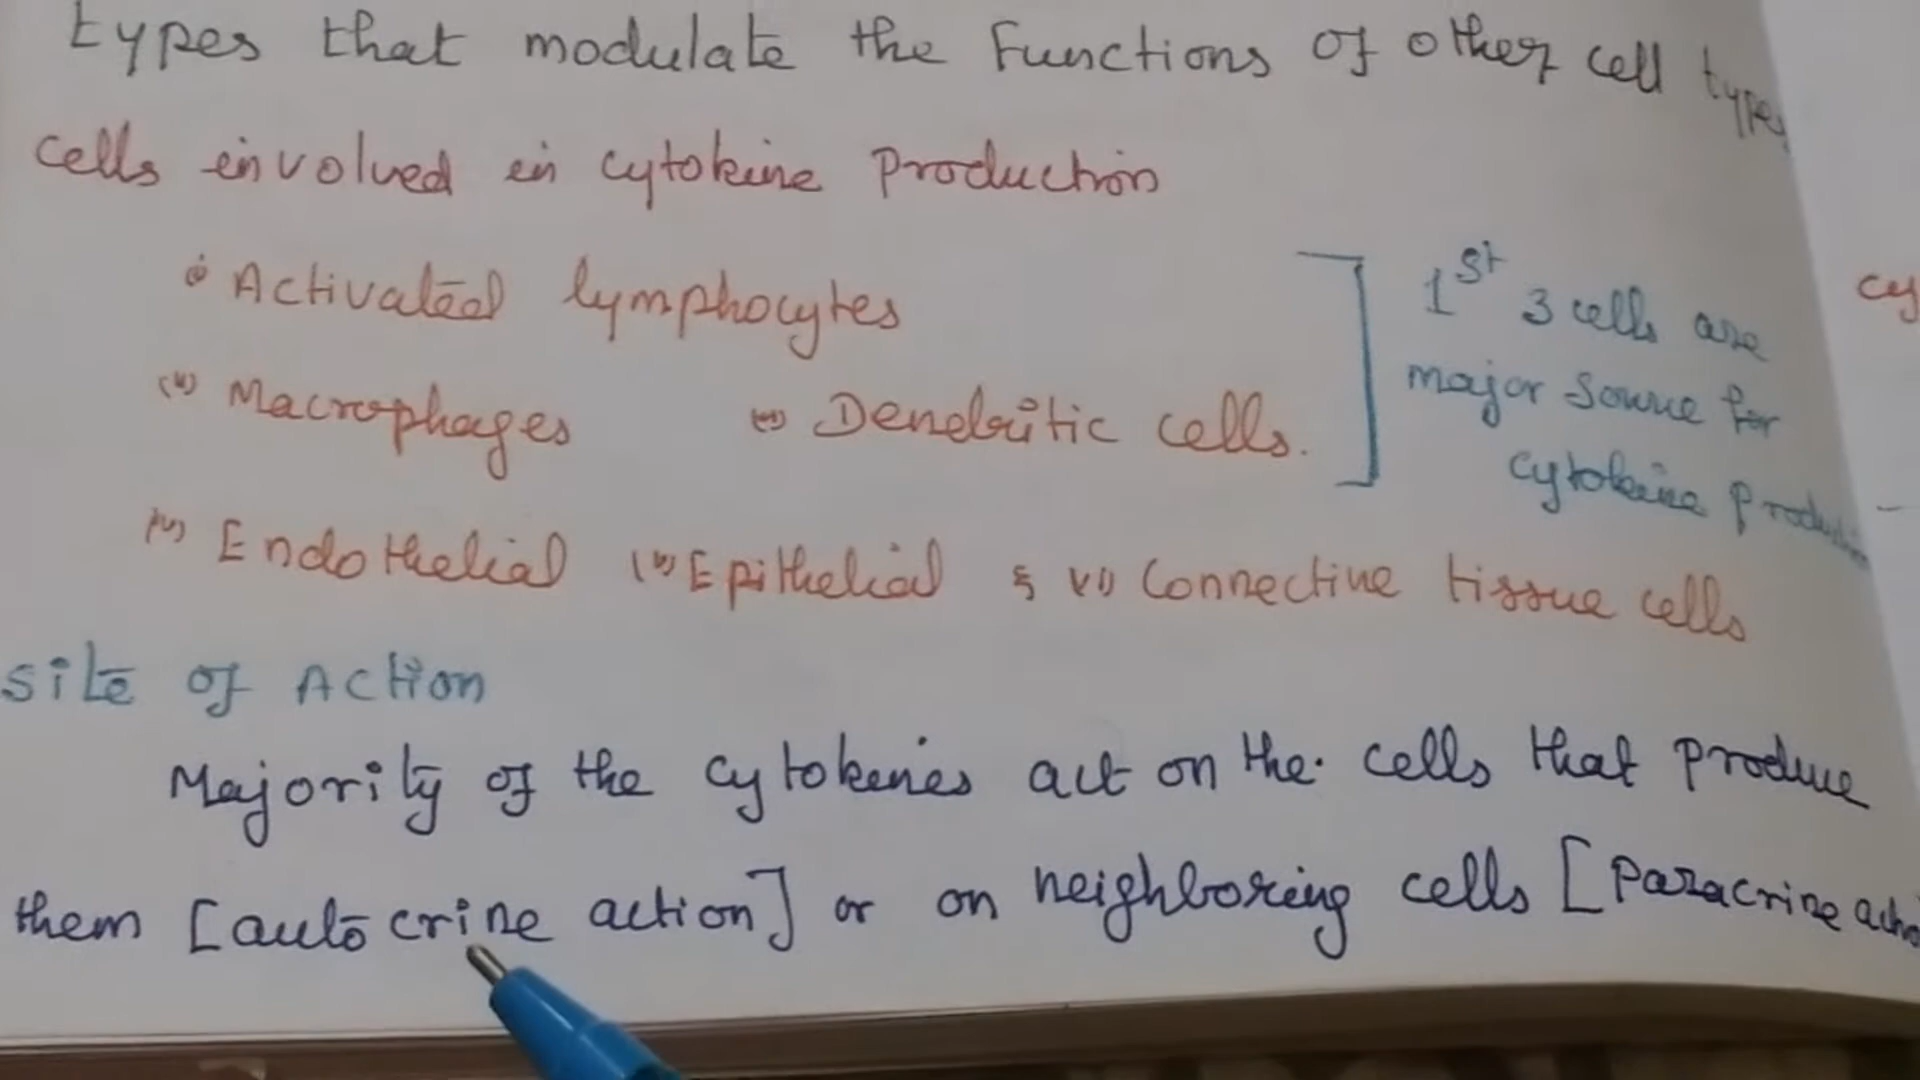 types that modulate the Functions of other cell types
cells involved in cytokine production
i) Activated lymphocytes
(ii) Macrophages (iii) Dendritic cells.
1st 3 cells are
major source for
cytokine produ
(iv) Endothelial (v) Epithelial & vi) Connective tissue cells
site of Action
Majority of the cytokines act on the cells that produce
them [autocrine action] or on neighboring cells [Paracrine actio
cy